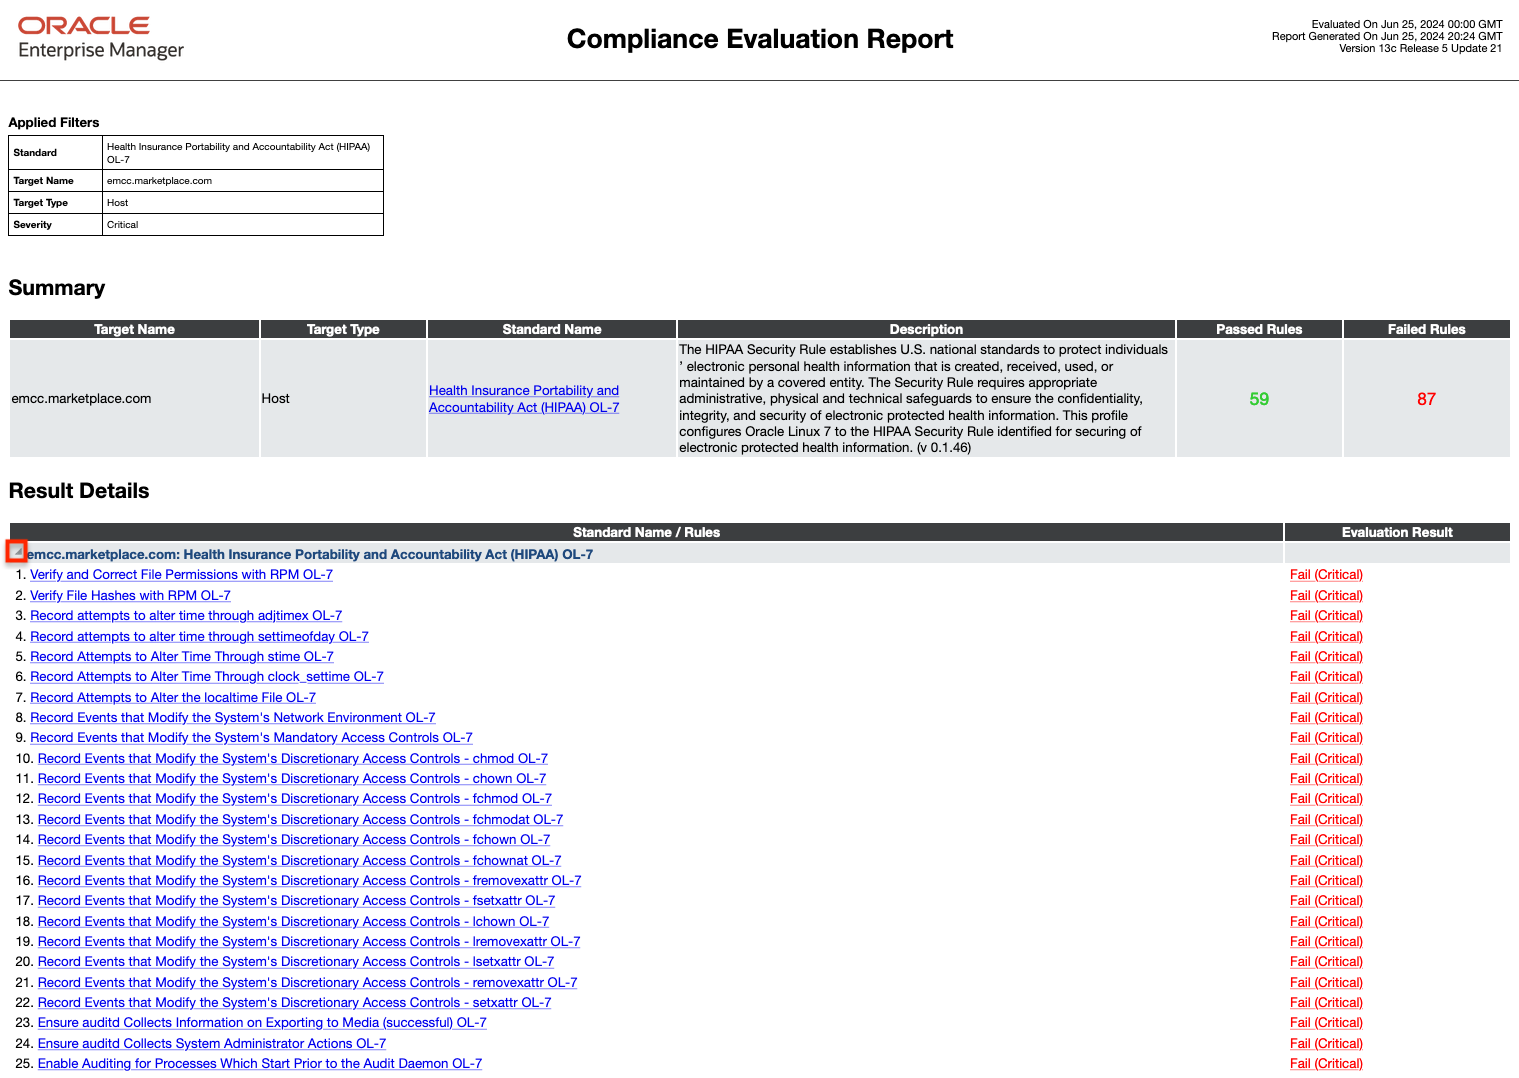 ORACLE
Enterprise Manager
Compliance Evaluation Report
Evaluated On Jun 25, 2024 00:00 GMT
Report Generated On Jun 25, 2024 20:24 GMT
Version 13c Release 5 Update 21
Applied Filters
Standard Health Insurance Portability and Accountability Act (HIPAA)
OL-7
Target Name emcc.marketplace.com
Target Type Host
Severity Critical
Summary
Target Name Target Type Standard Name Description Passed Rules Failed Rules
emcc.marketplace.com
Host
Health Insurance Portability and
Accountability Act (HIPAA) OL-7
The HIPAA Security Rule establishes U.S. national standards to protect individuals
’ electronic personal health information that is created, received, used, or
maintained by a covered entity. The Security Rule requires appropriate
administrative, physical and technical safeguards to ensure the confidentiality,
integrity, and security of electronic protected health information. This profile
configures Oracle Linux 7 to the HIPAA Security Rule identified for securing of
electronic protected health information. (v 0.1.46)
59
87
Result Details
Standard Name / Rules Evaluation Result
emcc.marketplace.com: Health Insurance Portability and Accountability Act (HIPAA) OL-7
1. Verify and Correct File Permissions with RPM OL-7 Fail (Critical)
2. Verify File Hashes with RPM OL-7 Fail (Critical)
3. Record attempts to alter time through adjtimex OL-7 Fail (Critical)
4. Record attempts to alter time through settimeofday OL-7 Fail (Critical)
5. Record Attempts to Alter Time Through stime OL-7 Fail (Critical)
6. Record Attempts to Alter Time Through clock_settime OL-7 Fail (Critical)
7. Record Attempts to Alter the localtime File OL-7 Fail (Critical)
8. Record Events that Modify the System's Network Environment OL-7 Fail (Critical)
9. Record Events that Modify the System's Mandatory Access Controls OL-7 Fail (Critical)
10. Record Events that Modify the System's Discretionary Access Controls - chmod OL-7 Fail (Critical)
11. Record Events that Modify the System's Discretionary Access Controls - chown OL-7 Fail (Critical)
12. Record Events that Modify the System's Discretionary Access Controls - fchmod OL-7 Fail (Critical)
13. Record Events that Modify the System's Discretionary Access Controls - fchmodat OL-7 Fail (Critical)
14. Record Events that Modify the System's Discretionary Access Controls - fchown OL-7 Fail (Critical)
15. Record Events that Modify the System's Discretionary Access Controls - fchownat OL-7 Fail (Critical)
16. Record Events that Modify the System's Discretionary Access Controls - fremovexattr OL-7 Fail (Critical)
17. Record Events that Modify the System's Discretionary Access Controls - fsetxattr OL-7 Fail (Critical)
18. Record Events that Modify the System's Discretionary Access Controls - lchown OL-7 Fail (Critical)
19. Record Events that Modify the System's Discretionary Access Controls - lremovexattr OL-7 Fail (Critical)
20. Record Events that Modify the System's Discretionary Access Controls - lsetxattr OL-7 Fail (Critical)
21. Record Events that Modify the System's Discretionary Access Controls - removexattr OL-7 Fail (Critical)
22. Record Events that Modify the System's Discretionary Access Controls - setxattr OL-7 Fail (Critical)
23. Ensure auditd Collects Information on Exporting to Media (successful) OL-7 Fail (Critical)
24. Ensure auditd Collects System Administrator Actions OL-7 Fail (Critical)
25. Enable Auditing for Processes Which Start Prior to the Audit Daemon OL-7 Fail (Critical)